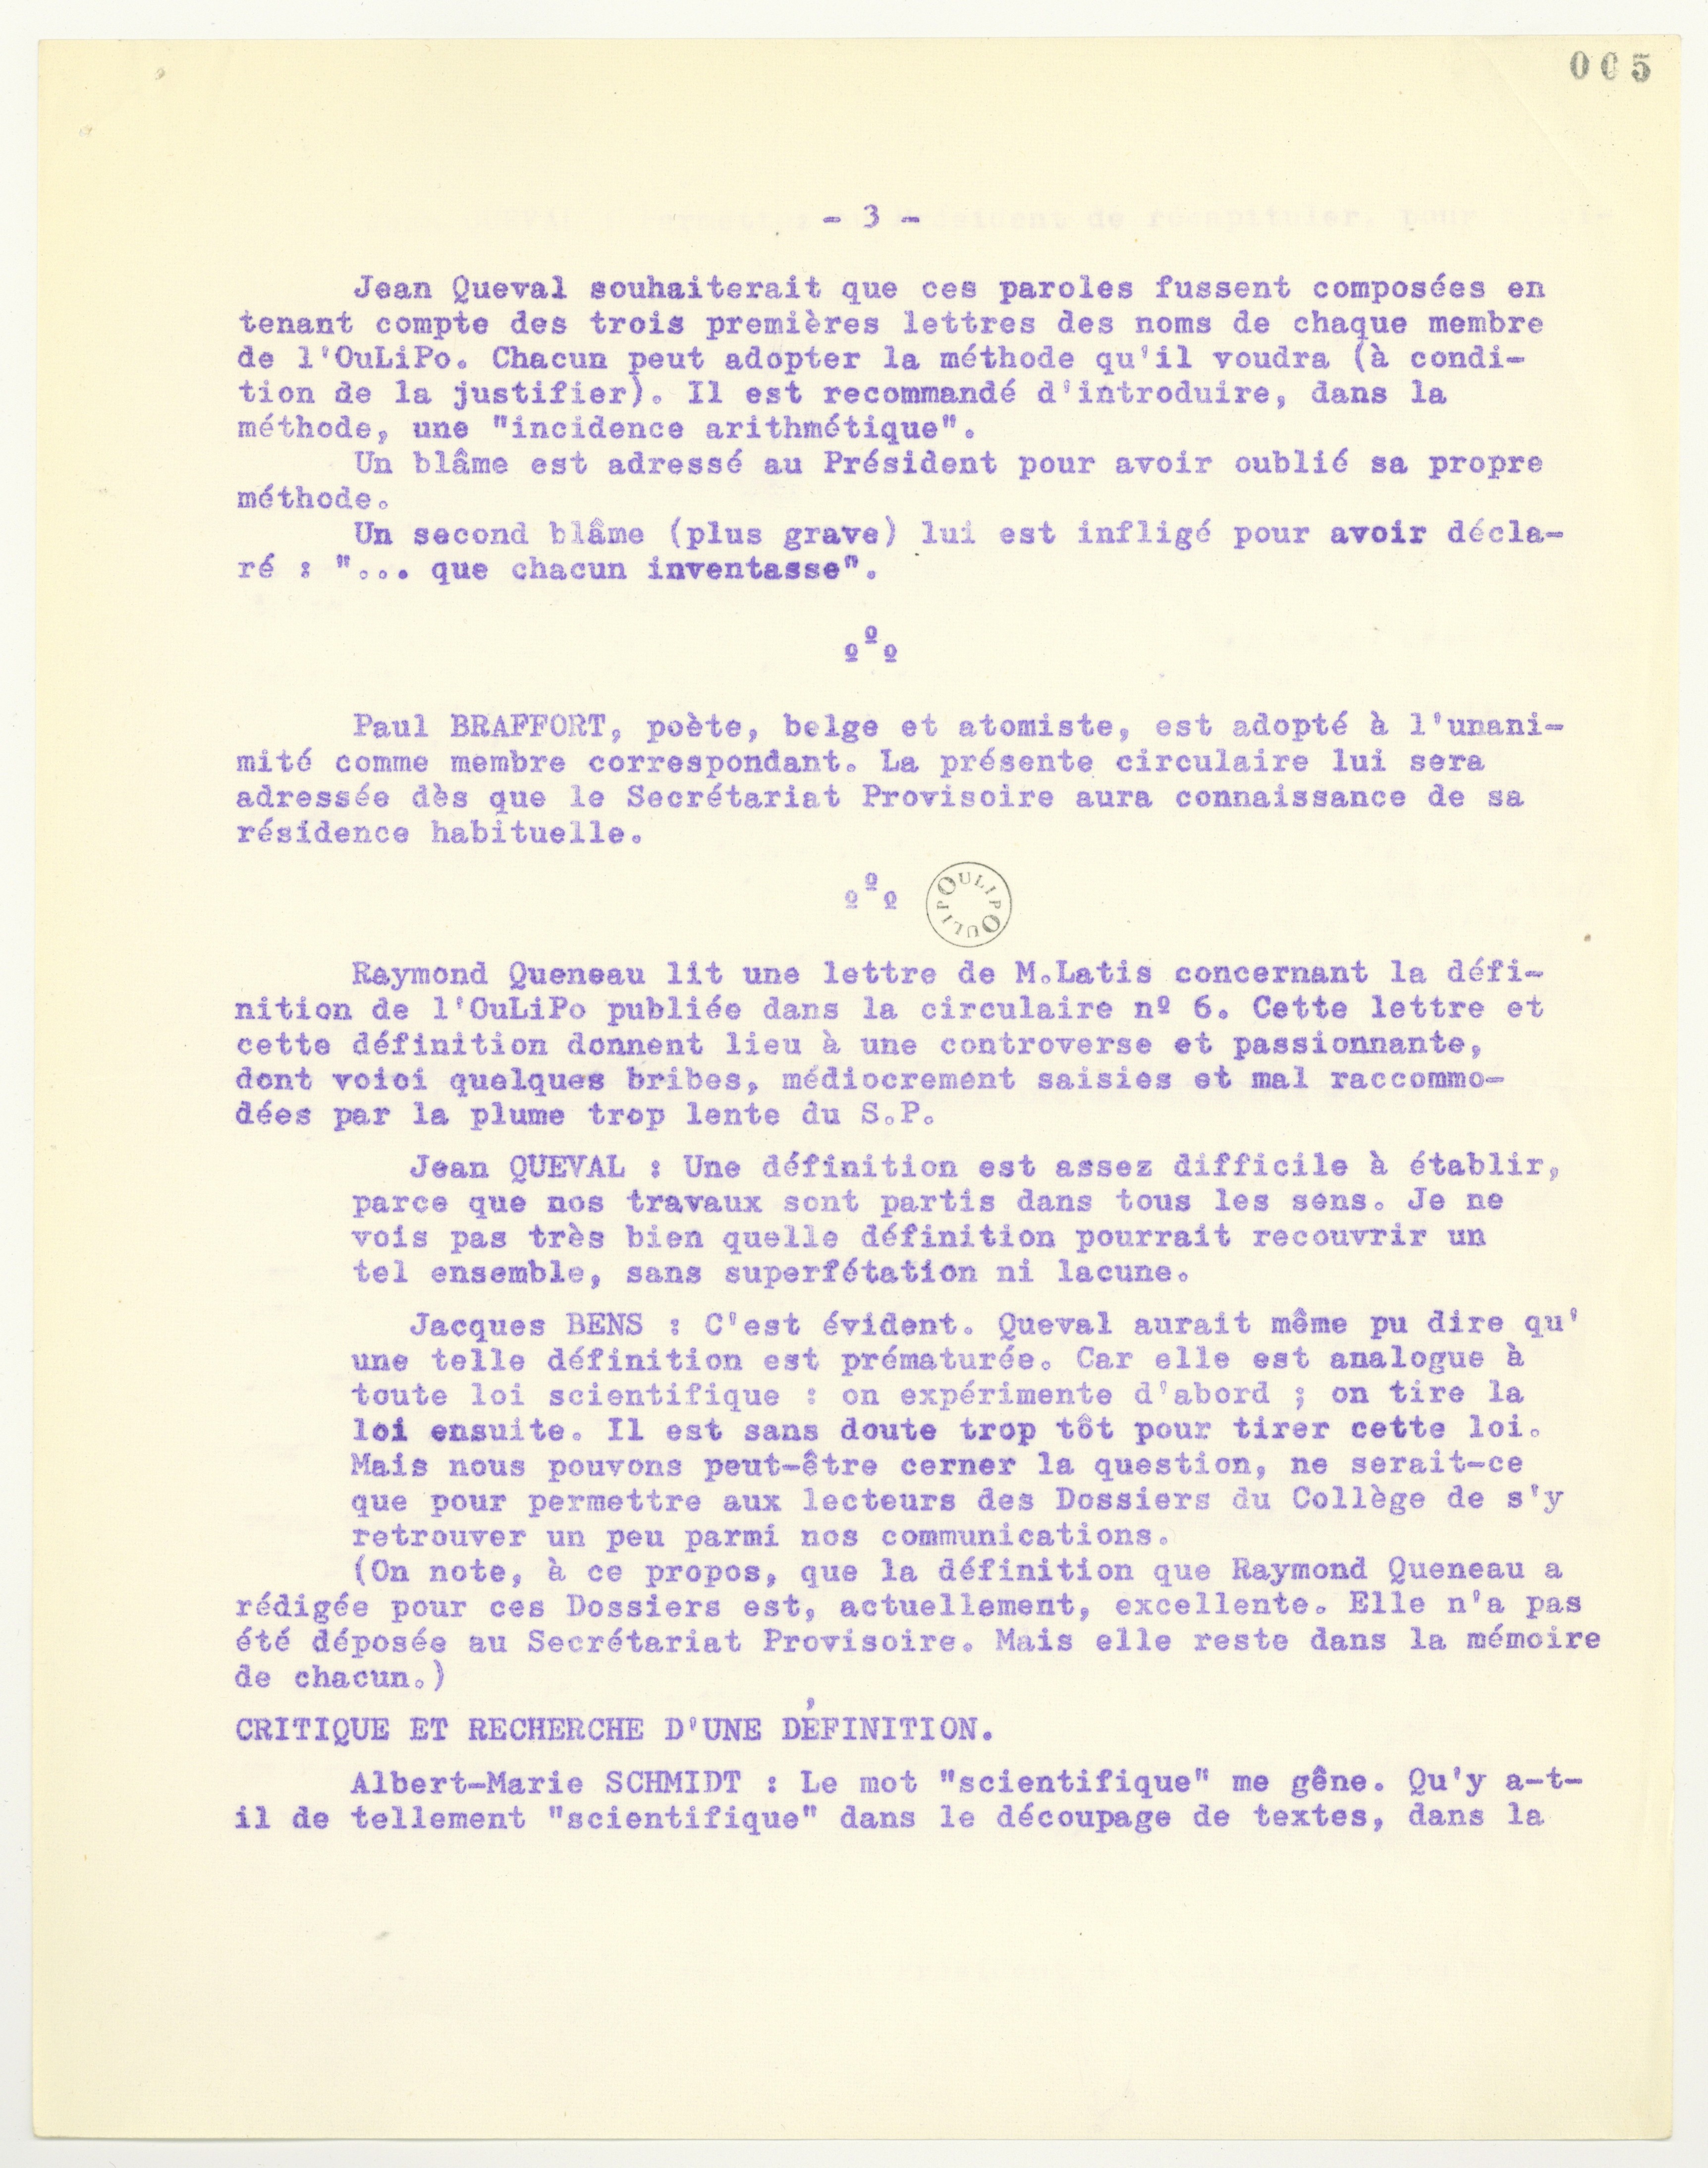 005
- 3 -
Jean Queval souhaiterait que ces paroles fussent composées en
tenant compte des trois premières lettres des noms de chaque membre
de l'OuLiPo. Chacun peut adopter la méthode qu'il voudra (à condi-
tion de la justifier). Il est recommandé d'introduire, dans la
méthode, une "incidence arithmétique".
Un blâme est adressé au Président pour avoir oublié sa propre
méthode.
Un second blâme (plus grave) lui est infligé pour avoir décla-
ré : "... que chacun inventasse".
º º º
Paul BRAFFORT, poète, belge et atomiste, est adopté à l'unani-
mité comme membre correspondant. La présente circulaire lui sera
adressée dès que le Secrétariat Provisoire aura connaissance de sa
résidence habituelle.
º º º
OULIPOULIPOULIP
Raymond Queneau lit une lettre de M.Latis concernant la défi-
nition de l'OuLiPo publiée dans la circulaire nº 6. Cette lettre et
cette définition donnent lieu à une controverse et passionnante,
dont voici quelques bribes, médiocrement saisies et mal raccommo-
dées par la plume trop lente du S.P.
Jean QUEVAL : Une définition est assez difficile à établir,
parce que nos travaux sont partis dans tous les sens. Je ne
vois pas très bien quelle définition pourrait recouvrir un
tel ensemble, sans superfétation ni lacune.
Jacques BENS : C'est évident. Queval aurait même pu dire qu'
une telle définition est prématurée. Car elle est analogue à
toute loi scientifique : on expérimente d'abord ; on tire la
loi ensuite. Il est sans doute trop tôt pour tirer cette loi.
Mais nous pouvons peut-être cerner la question, ne serait-ce
que pour permettre aux lecteurs des Dossiers du Collège de s'y
retrouver un peu parmi nos communications.
(On note, à ce propos, que la définition que Raymond Queneau a
rédigée pour ces Dossiers est, actuellement, excellente. Elle n'a pas
été déposée au Secrétariat Provisoire. Mais elle reste dans la mémoire
de chacun.)
CRITIQUE ET RECHERCHE D'UNE DÉFINITION.
Albert-Marie SCHMIDT : Le mot "scientifique" me gêne. Qu'y a-t-
il de tellement "scientifique" dans le découpage de textes, dans la